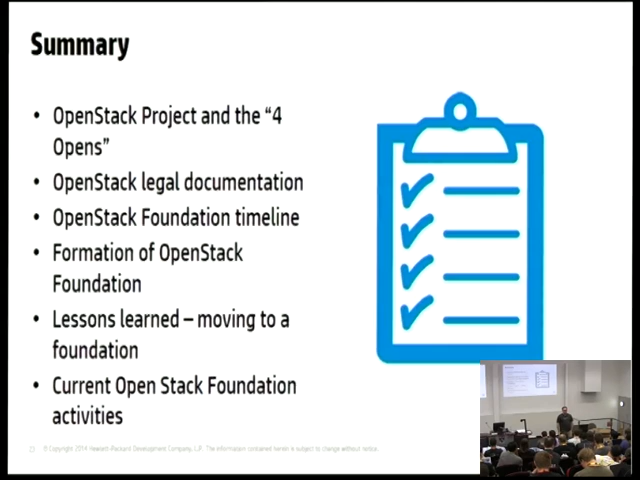 Summary
• OpenStack Project and the “4
Opens”
• OpenStack legal documentation
• OpenStack Foundation timeline
• Formation of OpenStack
Foundation
• Lessons learned – moving to a
foundation
• Current Open Stack Foundation
activities
© Copyright 2014 Hewlett-Packard Development Company, L.P. The information contained herein is subject to change without notice.